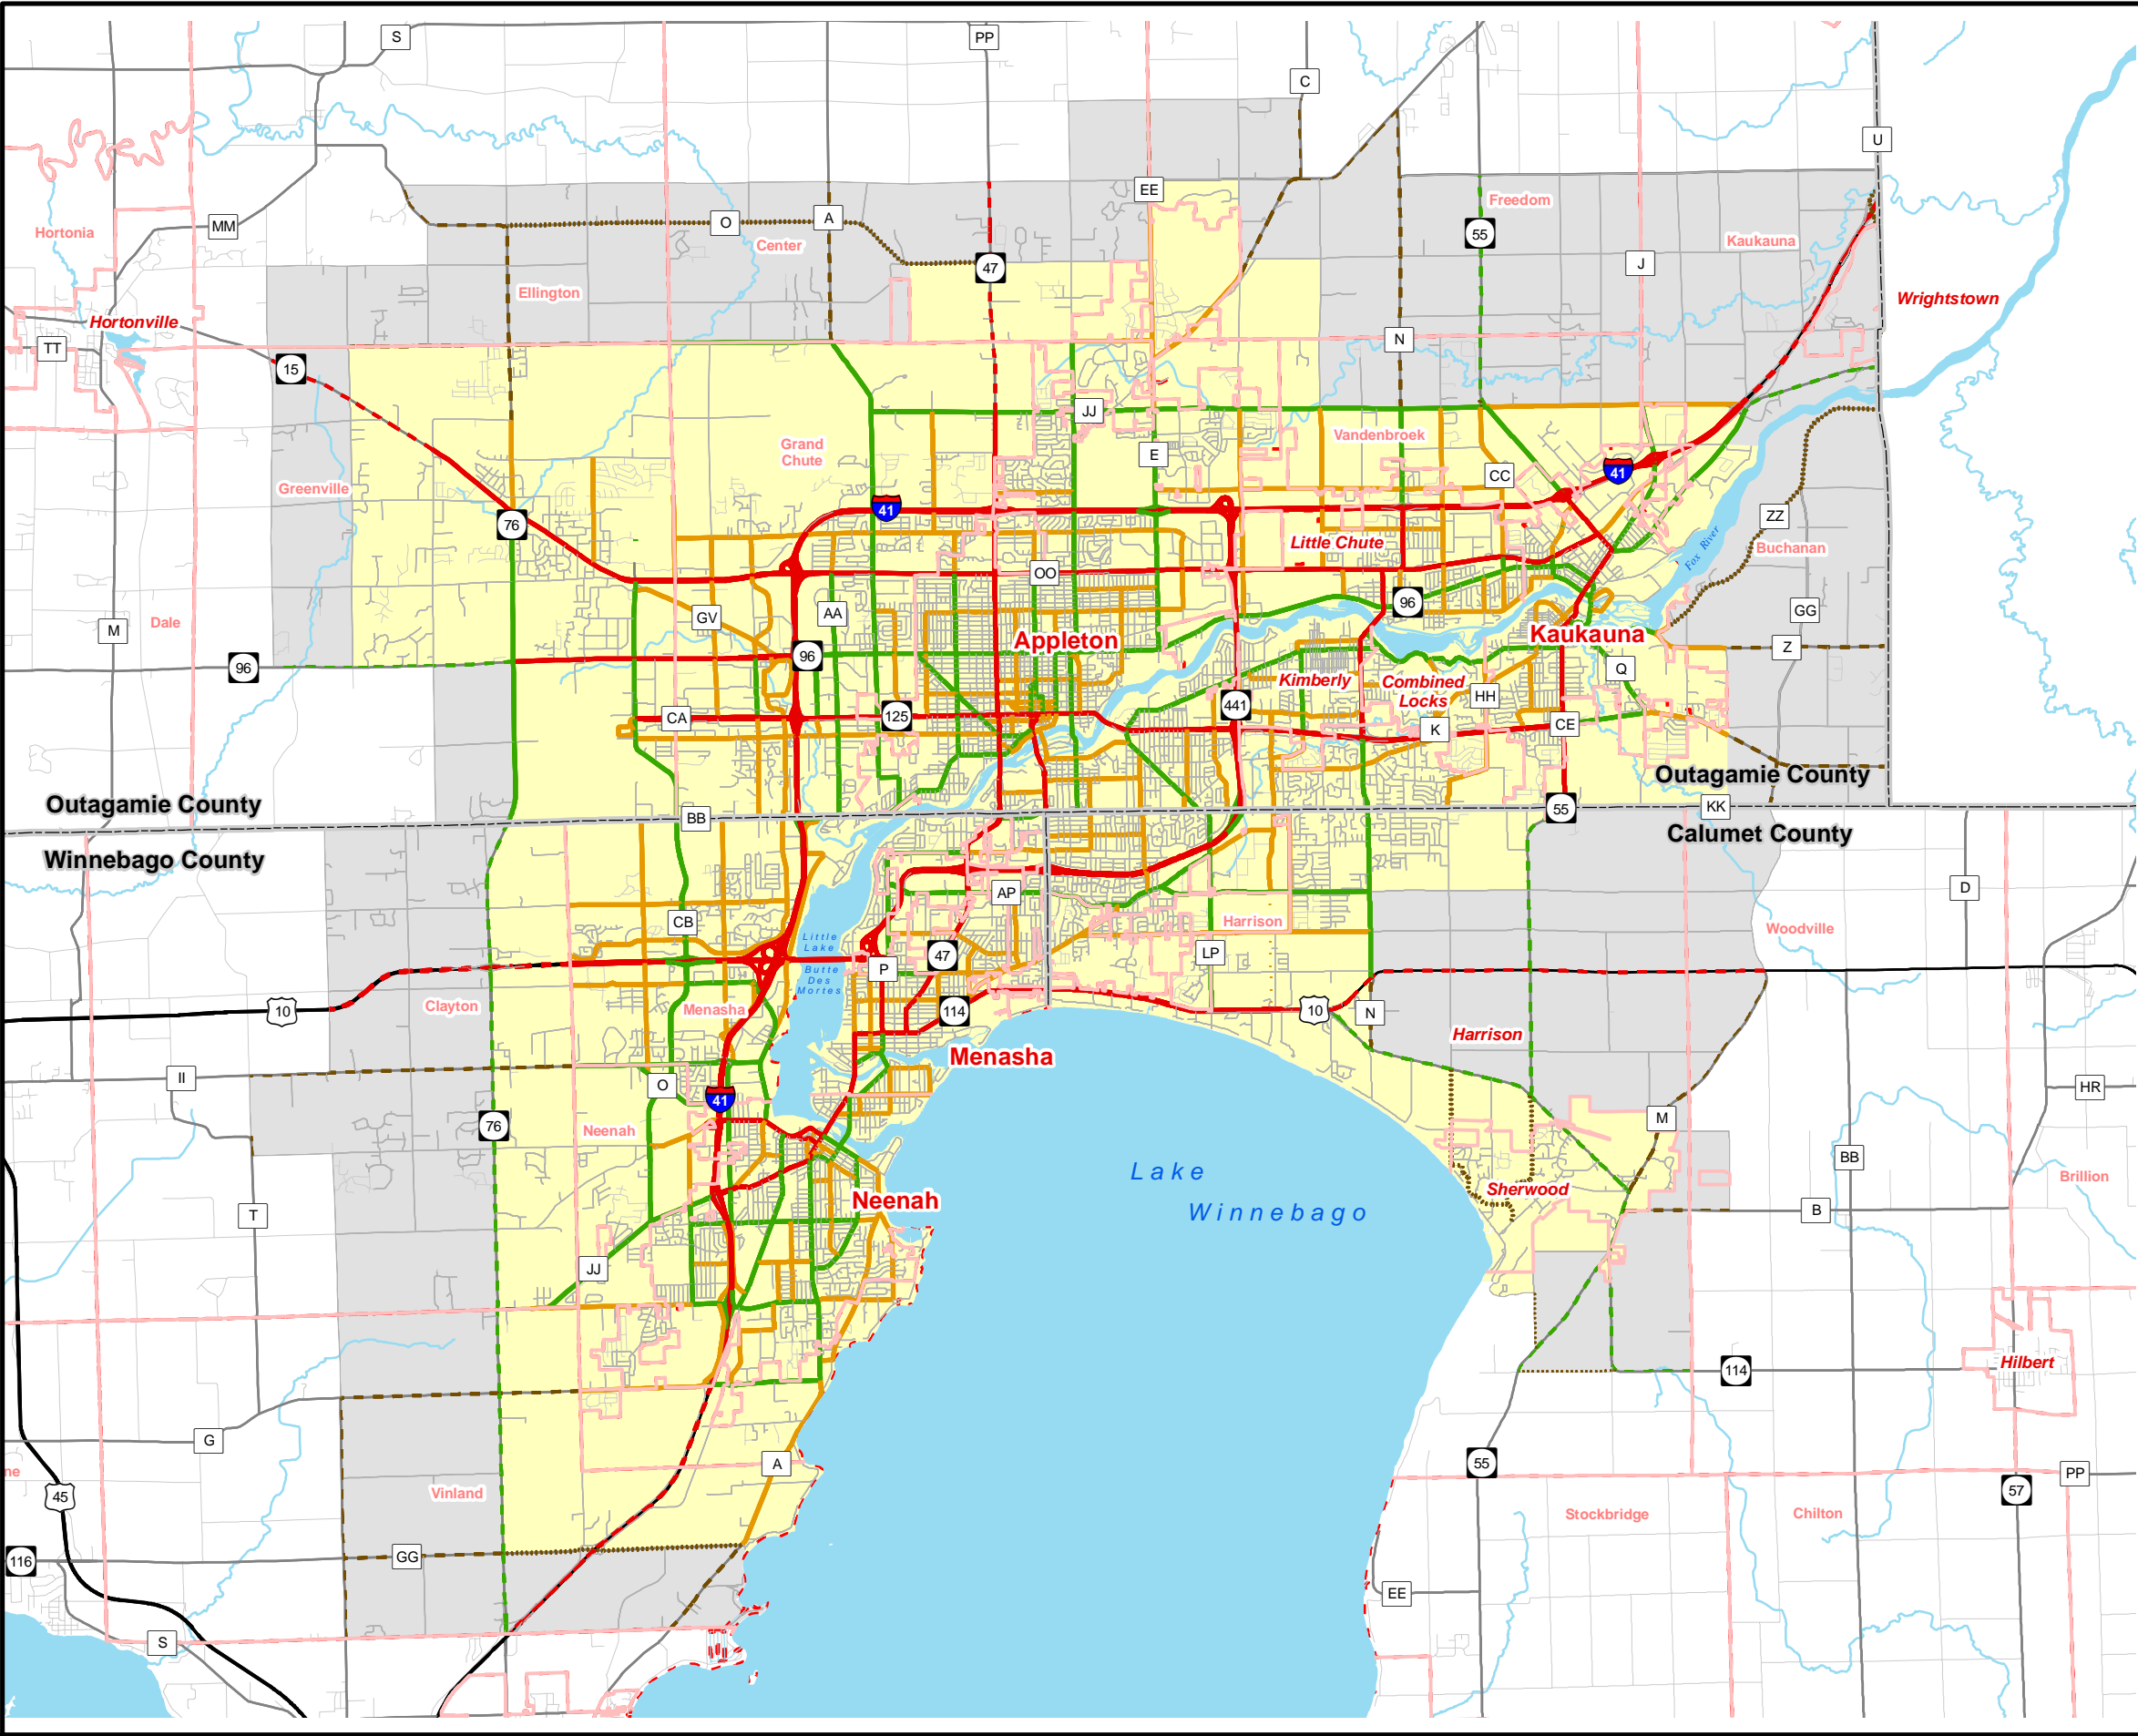 S
PP
C
U
EE
MM
O
A
Freedom
55
Hortonia
Center
47
J
Kaukauna
Ellington
Wrightstown
Hortonville
TT
15
N
JJ
Grand
Chute
Vandenbroek
E
CC
41
Greenville
41
76
ZZ
Little Chute
Buchanan
Fox River
OO
96
GG
GV
AA
M
Dale
Appleton
Kaukauna
Z
96
96
Q
Kimberly
Combined
Locks
HH
441
125
CA
K
CE
Outagamie County
Outagamie County
BB
55
KK
Winnebago County
Calumet County
D
AP
CB
Harrison
Woodville
Little
Lake
Butte
Des
Mortes
47
LP
P
Clayton
10
Menasha
114
10
N
Harrison
Menasha
II
O
41
HR
76
Neenah
M
BB
Lake
Brillion
Sherwood
Neenah
Winnebago
T
B
JJ
Hilbert
114
G
A
55
ne
PP
45
Vinland
57
Stockbridge
Chilton
116
GG
EE
S